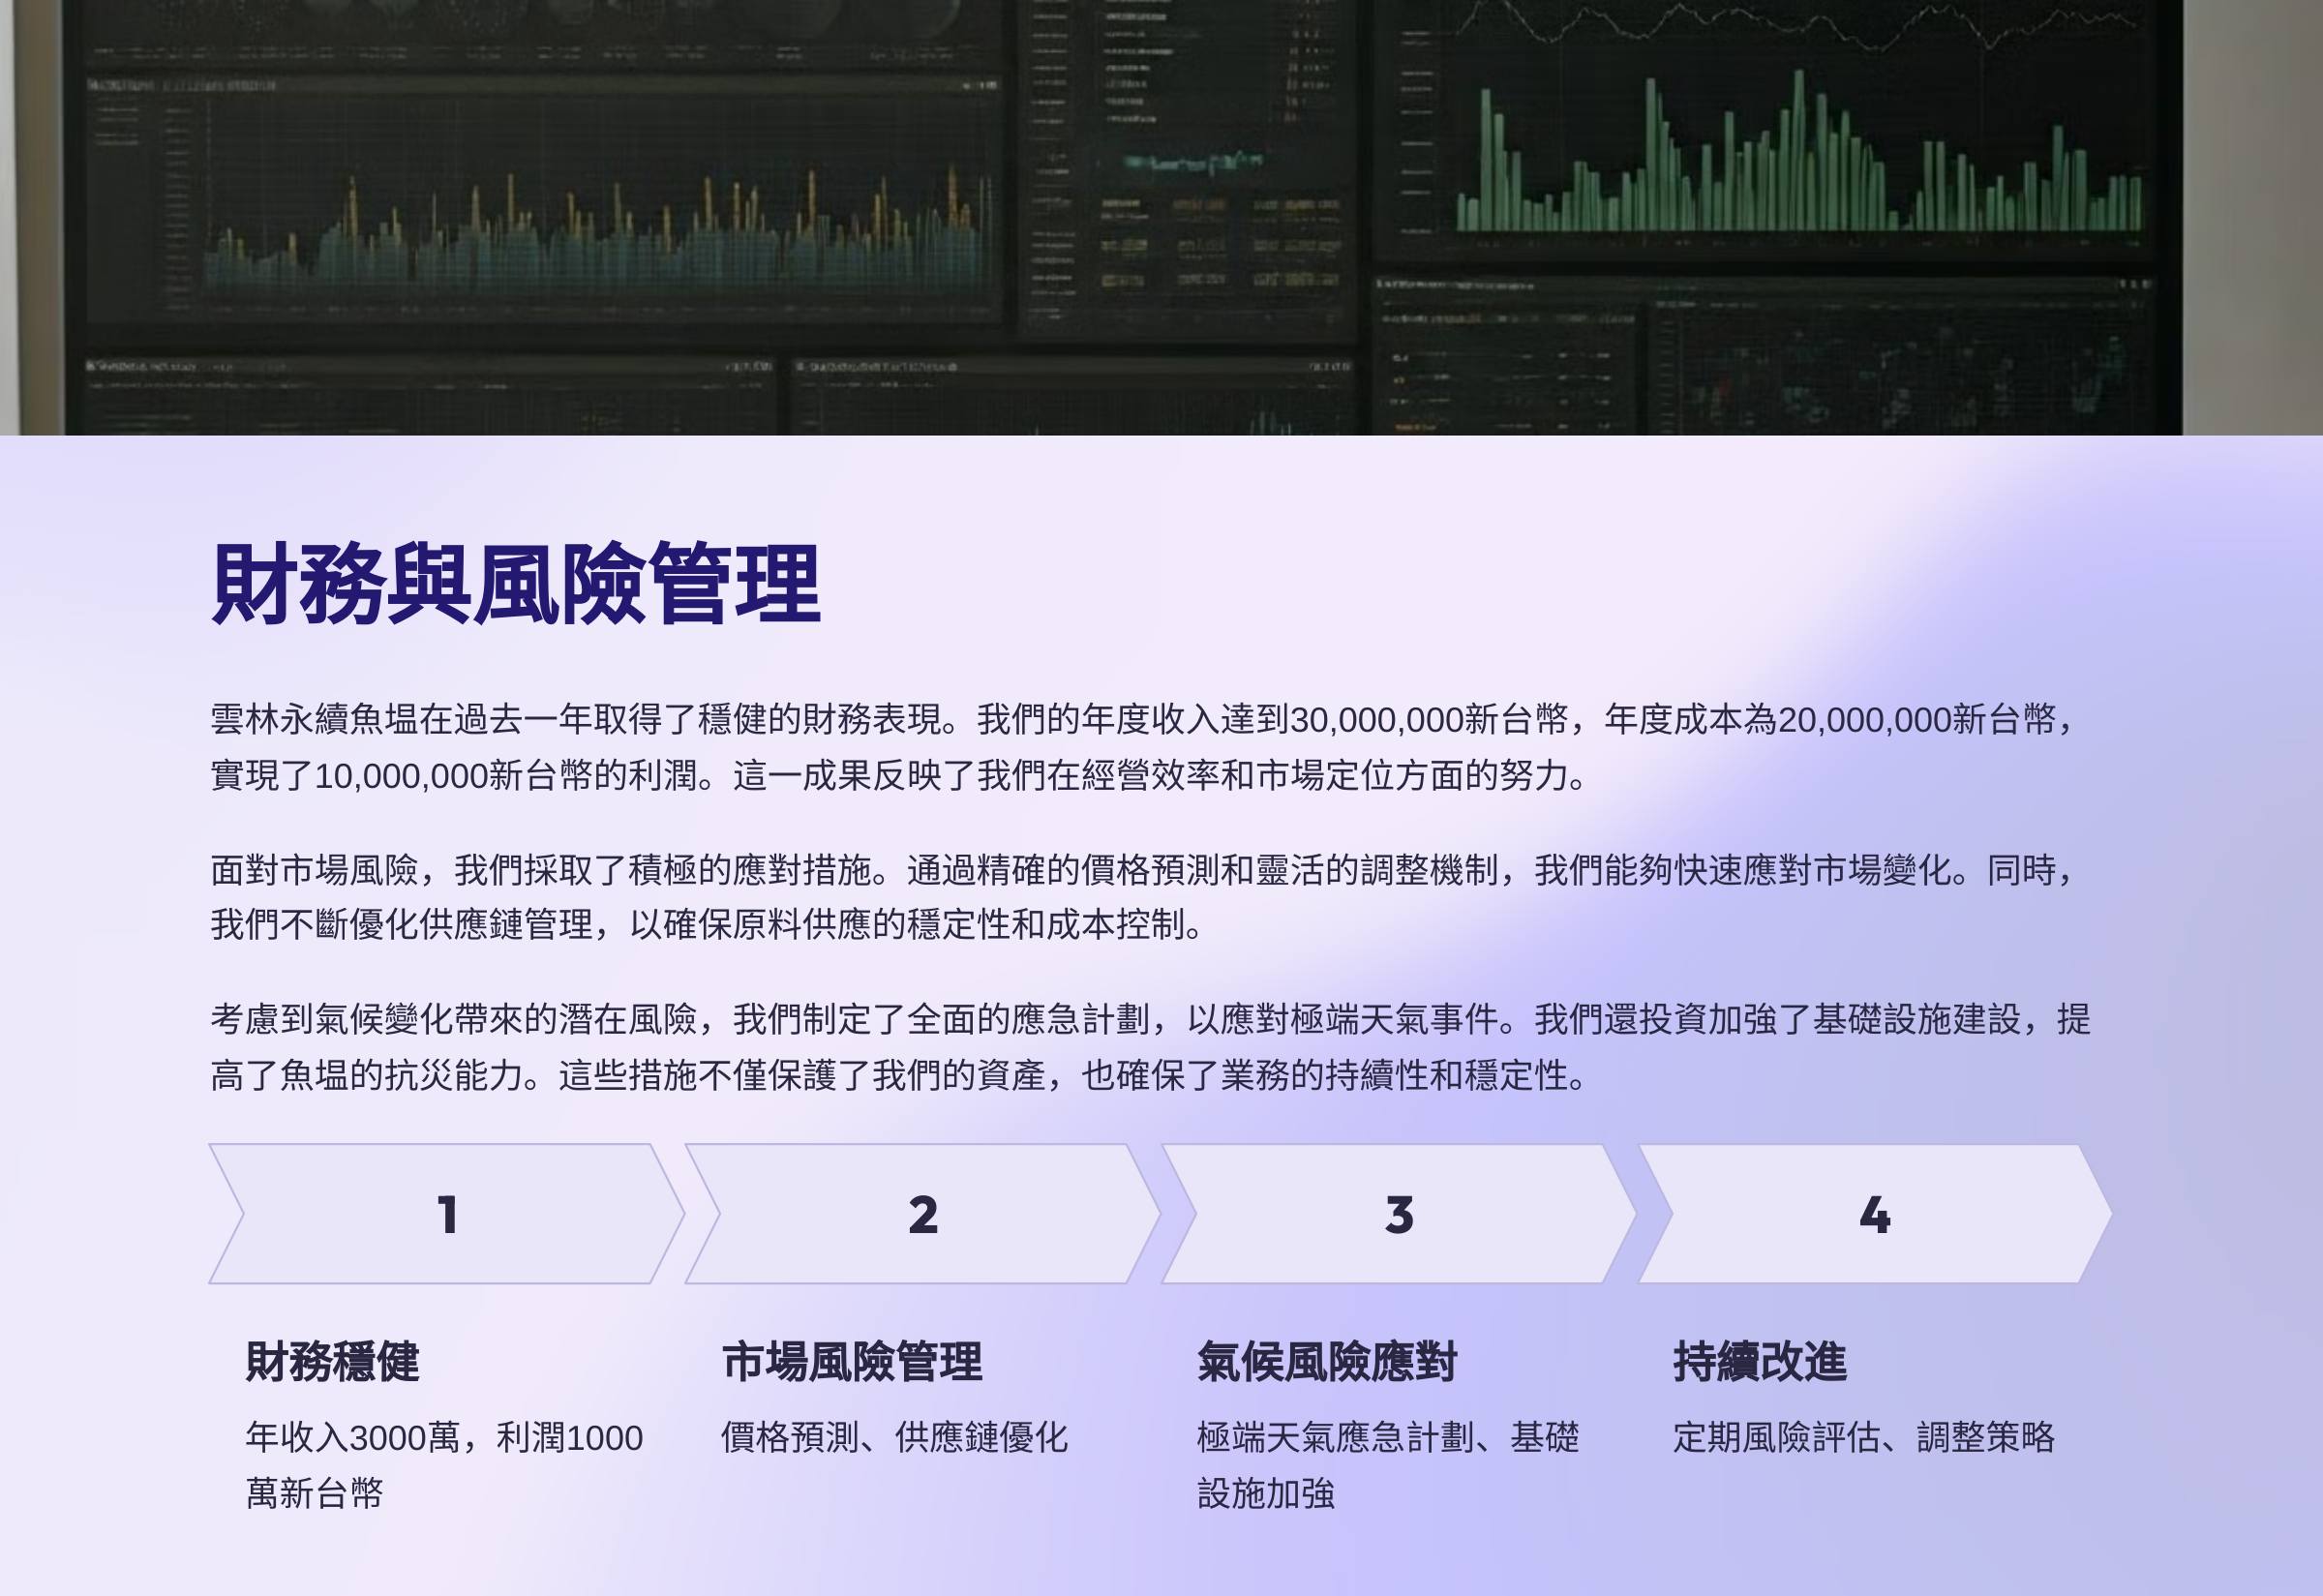 財務與風險管理
雲林永續魚塭在過去一年取得了穩健的財務表現。我們的年度收入達到30,000,000新台幣，年度成本為20,000,000新台幣，
實現了10,000,000新台幣的利潤。這一成果反映了我們在經營效率和市場定位方面的努力。
面對市場風險，我們採取了積極的應對措施。通過精確的價格預測和靈活的調整機制，我們能夠快速應對市場變化。同時，
我們不斷優化供應鏈管理，以確保原料供應的穩定性和成本控制。
考慮到氣候變化帶來的潛在風險，我們制定了全面的應急計劃，以應對極端天氣事件。我們還投資加強了基礎設施建設，提
高了魚塭的抗災能力。這些措施不僅保護了我們的資產，也確保了業務的持續性和穩定性。
1
2
3
4
財務穩健
年收入3000萬，利潤1000
萬新台幣
市場風險管理
價格預測、供應鏈優化
氣候風險應對
極端天氣應急計劃、基礎
設施加強
持續改進
定期風險評估、調整策略